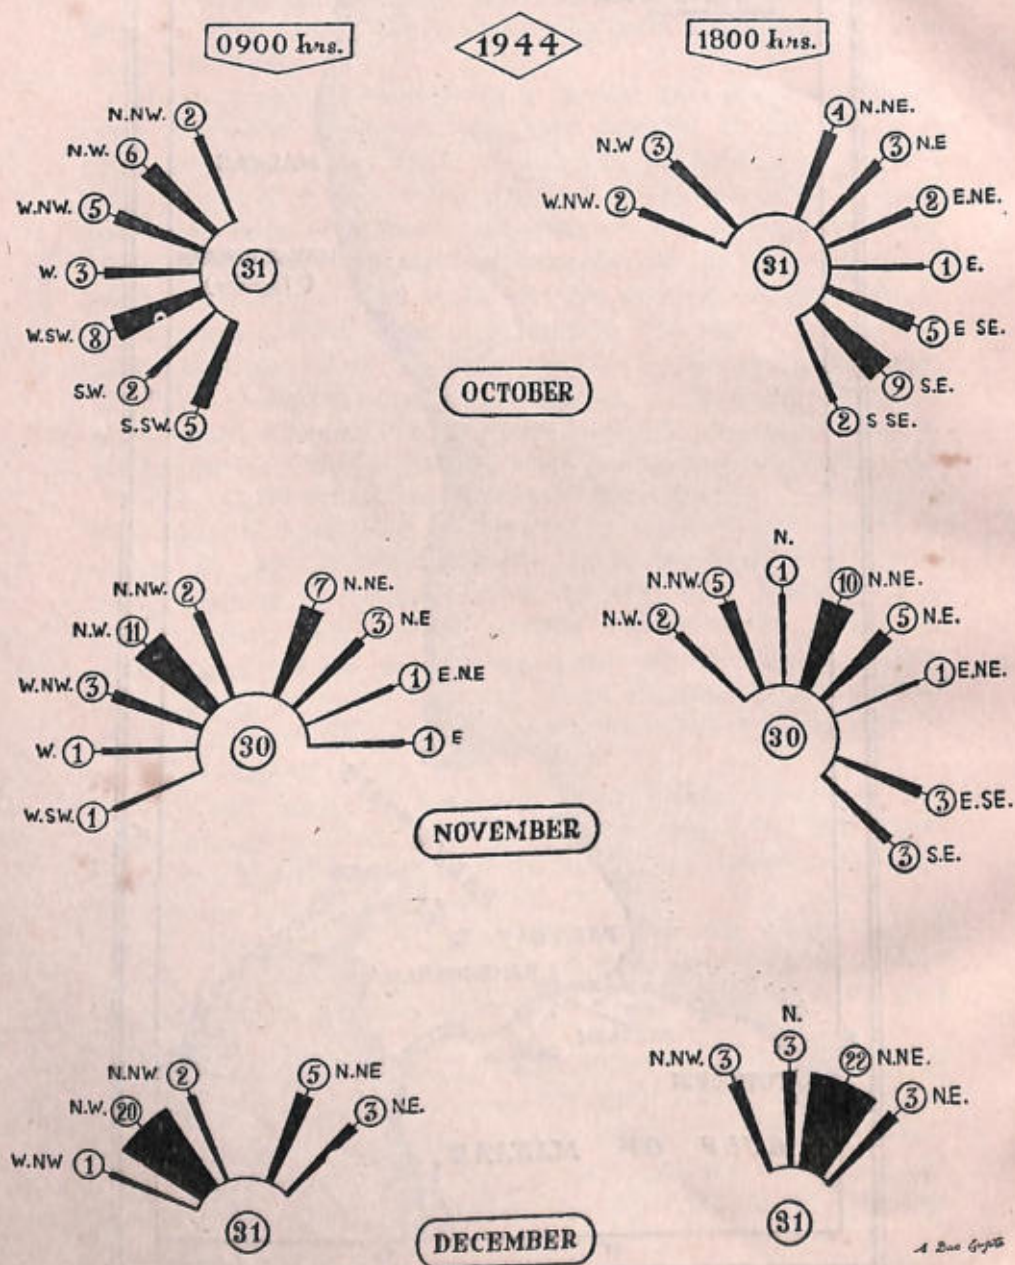 0900 hrs. 1944 1800 hrs.
N.NW. 2
N.W. 6
W.NW. 5
W. 3
W.SW. 8
S.W. 2
S.SW. 5
31
W.NW. 2
N.W 3
4 N.NE.
3 N.E
2 E.NE.
1 E.
5 E SE.
9 S.E.
2 S SE.
31
OCTOBER
N.NW. 2
N.W. 11
W.NW. 3
W. 1
W.SW. 1
7 N.NE.
3 N.E
1 E.N.E
1 E
30
N.
1
N.NW. 5
N.W. 2
10 N.NE.
5 N.E.
1 E.NE.
3 E.SE.
3 S.E.
30
NOVEMBER
N.NW. 2
N.W. 20
W.NW 1
5 N.NE
3 N.E.
31
N.
3
N.NW. 3
22 N.NE.
3 N.E.
31
DECEMBER